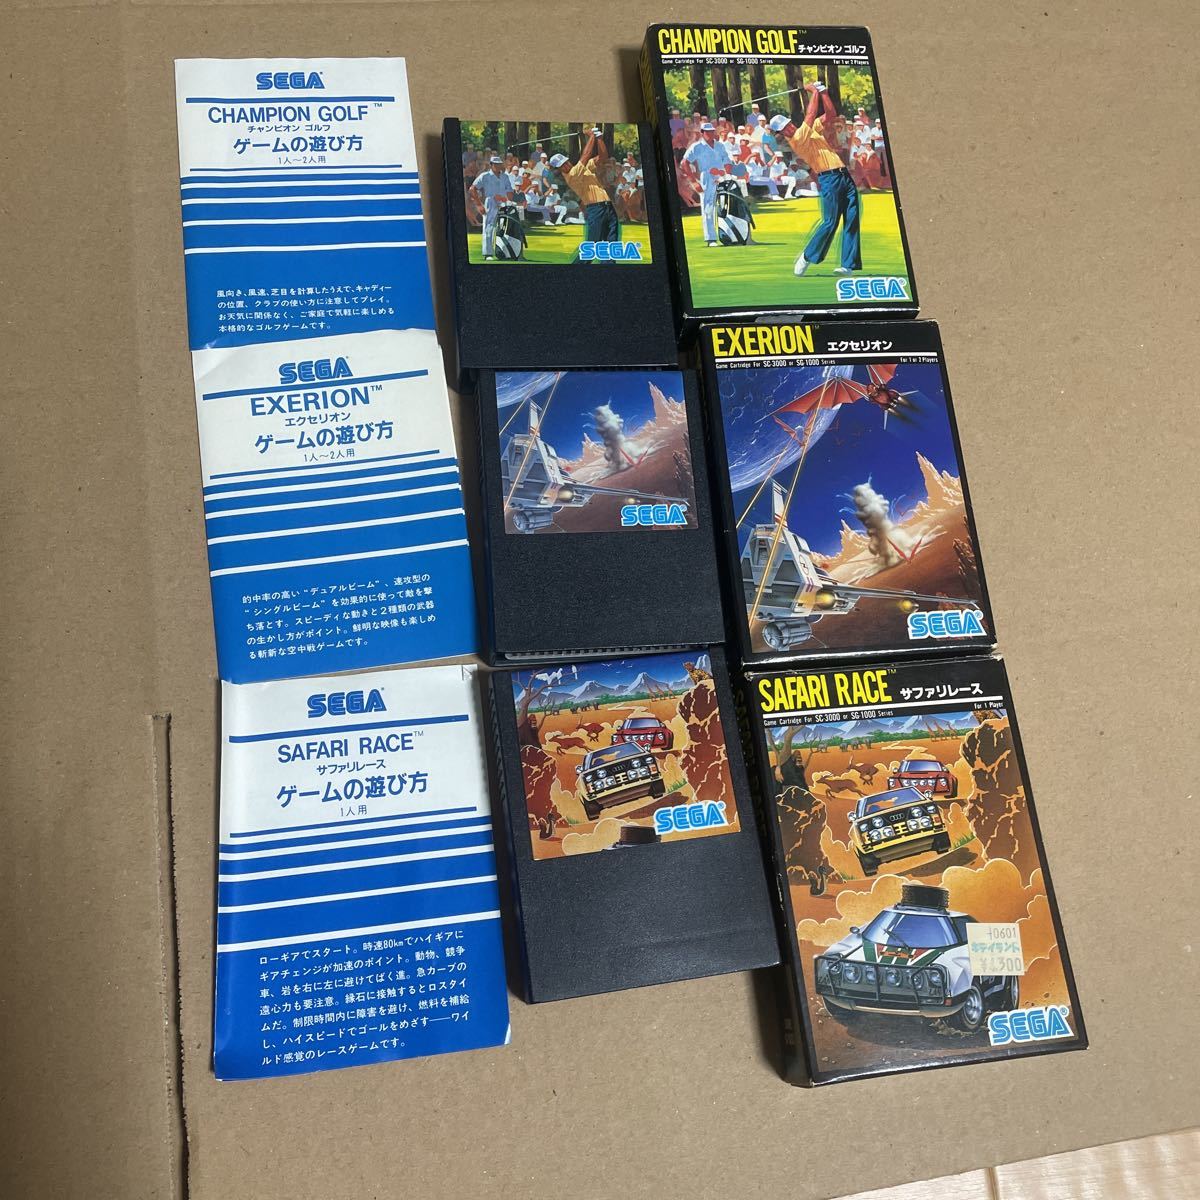 SEGA
CHAMPION GOLF™
チャンピオン ゴルフ
ゲームの遊び方
1人〜2人用
風向き、風速、芝目を計算したうえで、キャディー
の位置、クラブの使い方に注意してプレイ。
お天気に関係なく、ご家庭で気軽に楽しめる
本格的なゴルフゲームです。
SEGA®
CHAMPION GOLF™ チャンピオン ゴルフ
Game Cartridge For SC-3000 or SG-1000 Series
For 1 or 2 Players
SEGA®
SEGA
EXERION™
エクセリオン
ゲームの遊び方
1人〜2人用
的中率の高い“デュアルビーム”、速攻型の
“シングルビーム”を効果的に使って敵を撃
ち落とす。スピーディな動きと2種類の武器
の生かし方がポイント。鮮明な映像も楽しめ
る斬新な空中戦ゲームです。
SEGA®
EXERION™ エクセリオン
Game Cartridge For SC-3000 or SG-1000 Series
For 1 or 2 Players
SEGA®
SEGA
SAFARI RACE™
サファリレース
ゲームの遊び方
1人用
ローギアでスタート。時速80kmでハイギアに
ギアチェンジが加速のポイント。動物、競争
車、岩を右に左に避けてばく進。急カーブの
遠心力も要注意。縁石に接触するとロスタイ
ムだ。制限時間内に障害を避け、燃料を補給
し、ハイスピードでゴールをめざす──ワイ
ルド感覚のレースゲームです。
SEGA®
SAFARI RACE™ サファリレース
Game Cartridge For SC-3000 or SG-1000 Series
For 1 Player
SEGA®